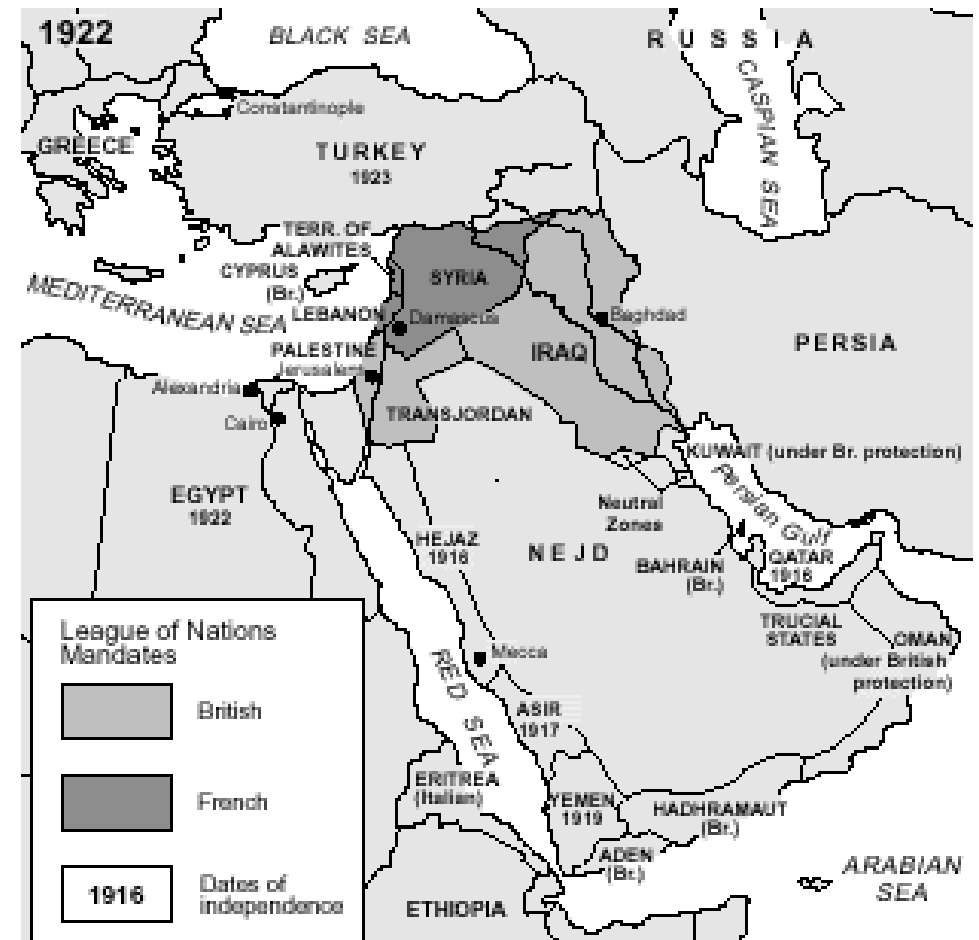 1922
BLACK SEA
RUSSIA
CASPIAN SEA
Constantinople
GREECE
TURKEY
1923
TERR. OF
ALAWITES
CYPRUS
(Br.)
SYRIA
MEDITERRANEAN SEA
LEBANON
Damascus
Baghdad
PALESTINE
Jerusalem
IRAQ
PERSIA
Alexandria
Cairo
TRANSJORDAN
KUWAIT (under Br. protection)
Persian Gulf
EGYPT
1922
Neutral
Zones
HEJAZ
1916
NEJD
BAHRAIN
(Br.)
QATAR
1916
TRUCIAL
STATES
OMAN
(under British
protection)
Mecca
RED SEA
ASIR
1917
ERITREA
(Italian)
YEMEN
1919
HADHRAMAUT
(Br.)
ADEN
(Br.)
ARABIAN
SEA
ETHIOPIA
League of Nations
Mandates
British
French
1916
Dates of
independence